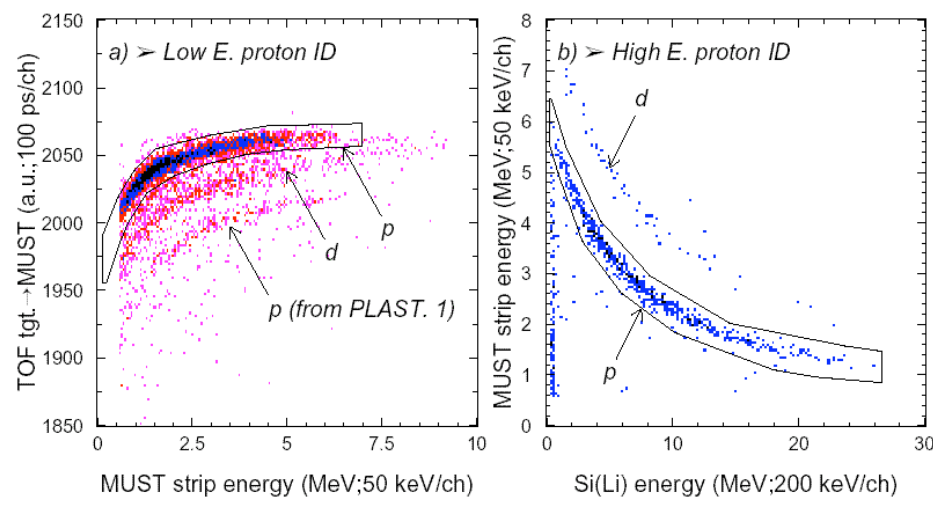 a) ➢ Low E. proton ID
TOF tgt.→MUST (a.u.;100 ps/ch)
2150
2100
2050
2000
1950
1900
1850
p
d
p (from PLAST. 1)
0
2.5
5
7.5
10
MUST strip energy (MeV;50 keV/ch)
b) ➢ High E. proton ID
MUST strip energy (MeV;50 keV/ch)
8
7
6
5
4
3
2
1
0
d
p
0
10
20
30
Si(Li) energy (MeV;200 keV/ch)